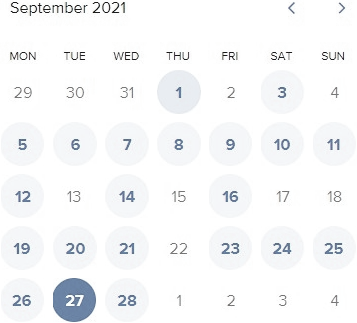 September 2021
MON TUE WED THU FRI SAT SUN
29 30 31 1 2 3 4
5 6 7 8 9 10 11
12 13 14 15 16 17 18
19 20 21 22 23 24 25
26 27 28 1 2 3 4